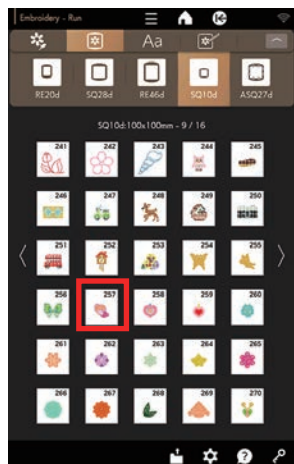 Embroidery - Run
Aa
RE20d SQ28d RE46d SQ10d ASQ27d
SQ10d:100x100mm - 9 / 16
241 242 243 244 245
246 247 248 249 250
251 252 253 254 255
256 257 258 259 260
261 262 263 264 265
266 267 268 269 270
?